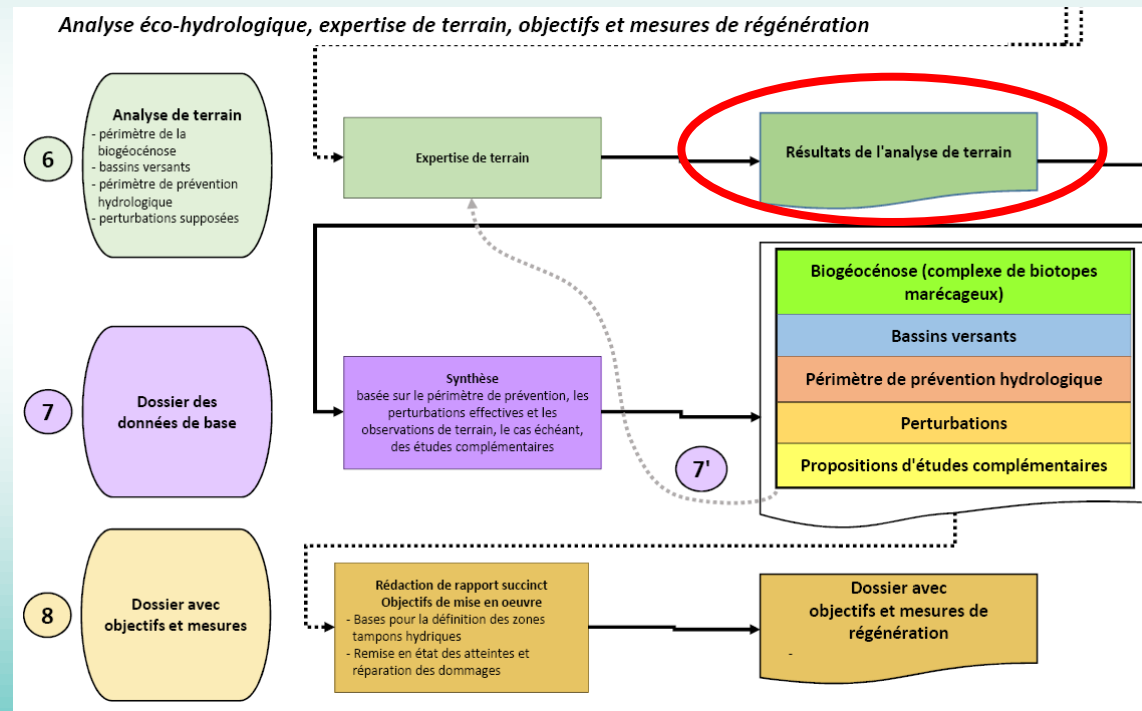 Analyse éco-hydrologique, expertise de terrain, objectifs et mesures de régénération
6
Analyse de terrain
- périmètre de la
biogéocénose
- bassins versants
- périmètre de prévention
hydrologique
- perturbations supposées
Expertise de terrain
Résultats de l'analyse de terrain
7
Dossier des
données de base
Synthèse
basée sur le périmètre de prévention, les
perturbations effectives et les
observations de terrain, le cas échéant,
des études complémentaires
7'
Biogéocénose (complexe de biotopes
marécageux)
Bassins versants
Périmètre de prévention hydrologique
Perturbations
Propositions d'études complémentaires
8
Dossier avec
objectifs et mesures
Rédaction de rapport succinct
Objectifs de mise en oeuvre
- Bases pour la définition des zones
tampons hydriques
- Remise en état des atteintes et
réparation des dommages
Dossier avec
objectifs et mesures de
régénération
-